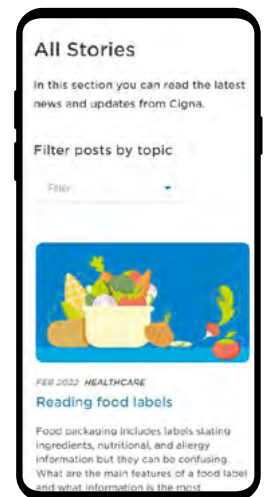 All Stories
In this section you can read the latest
news and updates from Cigna.
Filter posts by topic
Filter
FEB 2022 HEALTHCARE
Reading food labels
Food packaging includes labels stating
ingredients, nutritional, and allergy
information but they can be confusing.
What are the main features of a food label
and what information is the most